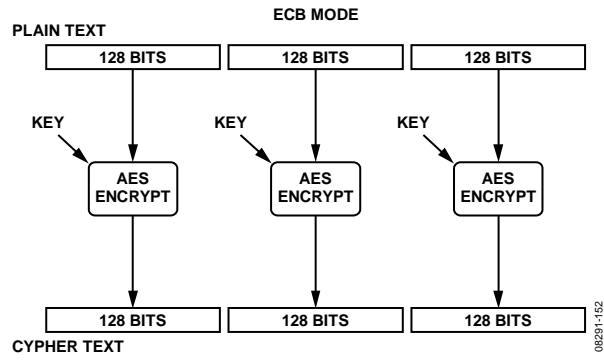 ECB MODE
PLAIN TEXT
128 BITS 128 BITS 128 BITS
KEY KEY KEY
AES ENCRYPT AES ENCRYPT AES ENCRYPT
128 BITS 128 BITS 128 BITS
CYPHER TEXT
08291-152